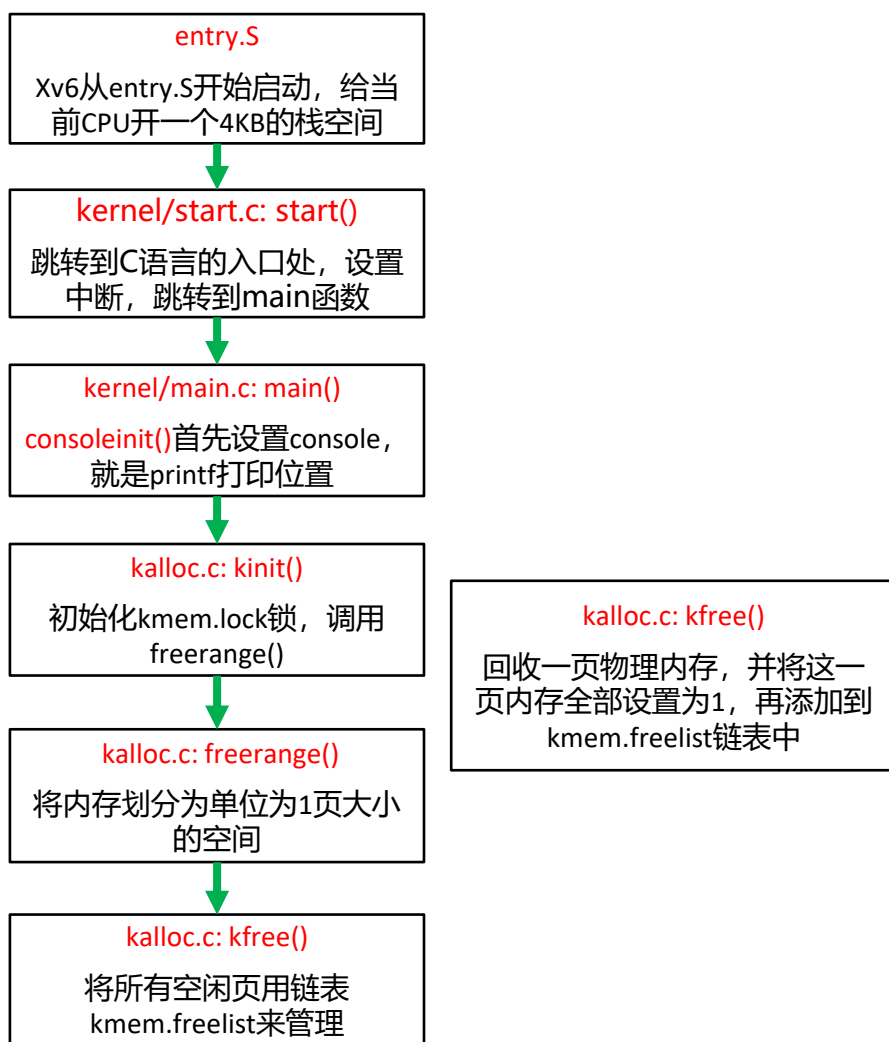 entry.S
Xv6从entry.S开始启动，给当
前CPU开一个4KB的栈空间
kernel/start.c: start()
跳转到C语言的入口处，设置
中断，跳转到main函数
kernel/main.c: main()
consoleinit()首先设置console，
就是printf打印位置
kalloc.c: kinit()
初始化kmem.lock锁，调用
freerange()
kalloc.c: freerange()
将内存划分为单位为1页大小
的空间
kalloc.c: kfree()
将所有空闲页用链表
kmem.freelist来管理
kalloc.c: kfree()
回收一页物理内存，并将这一
页内存全部设置为1，再添加到
kmem.freelist链表中